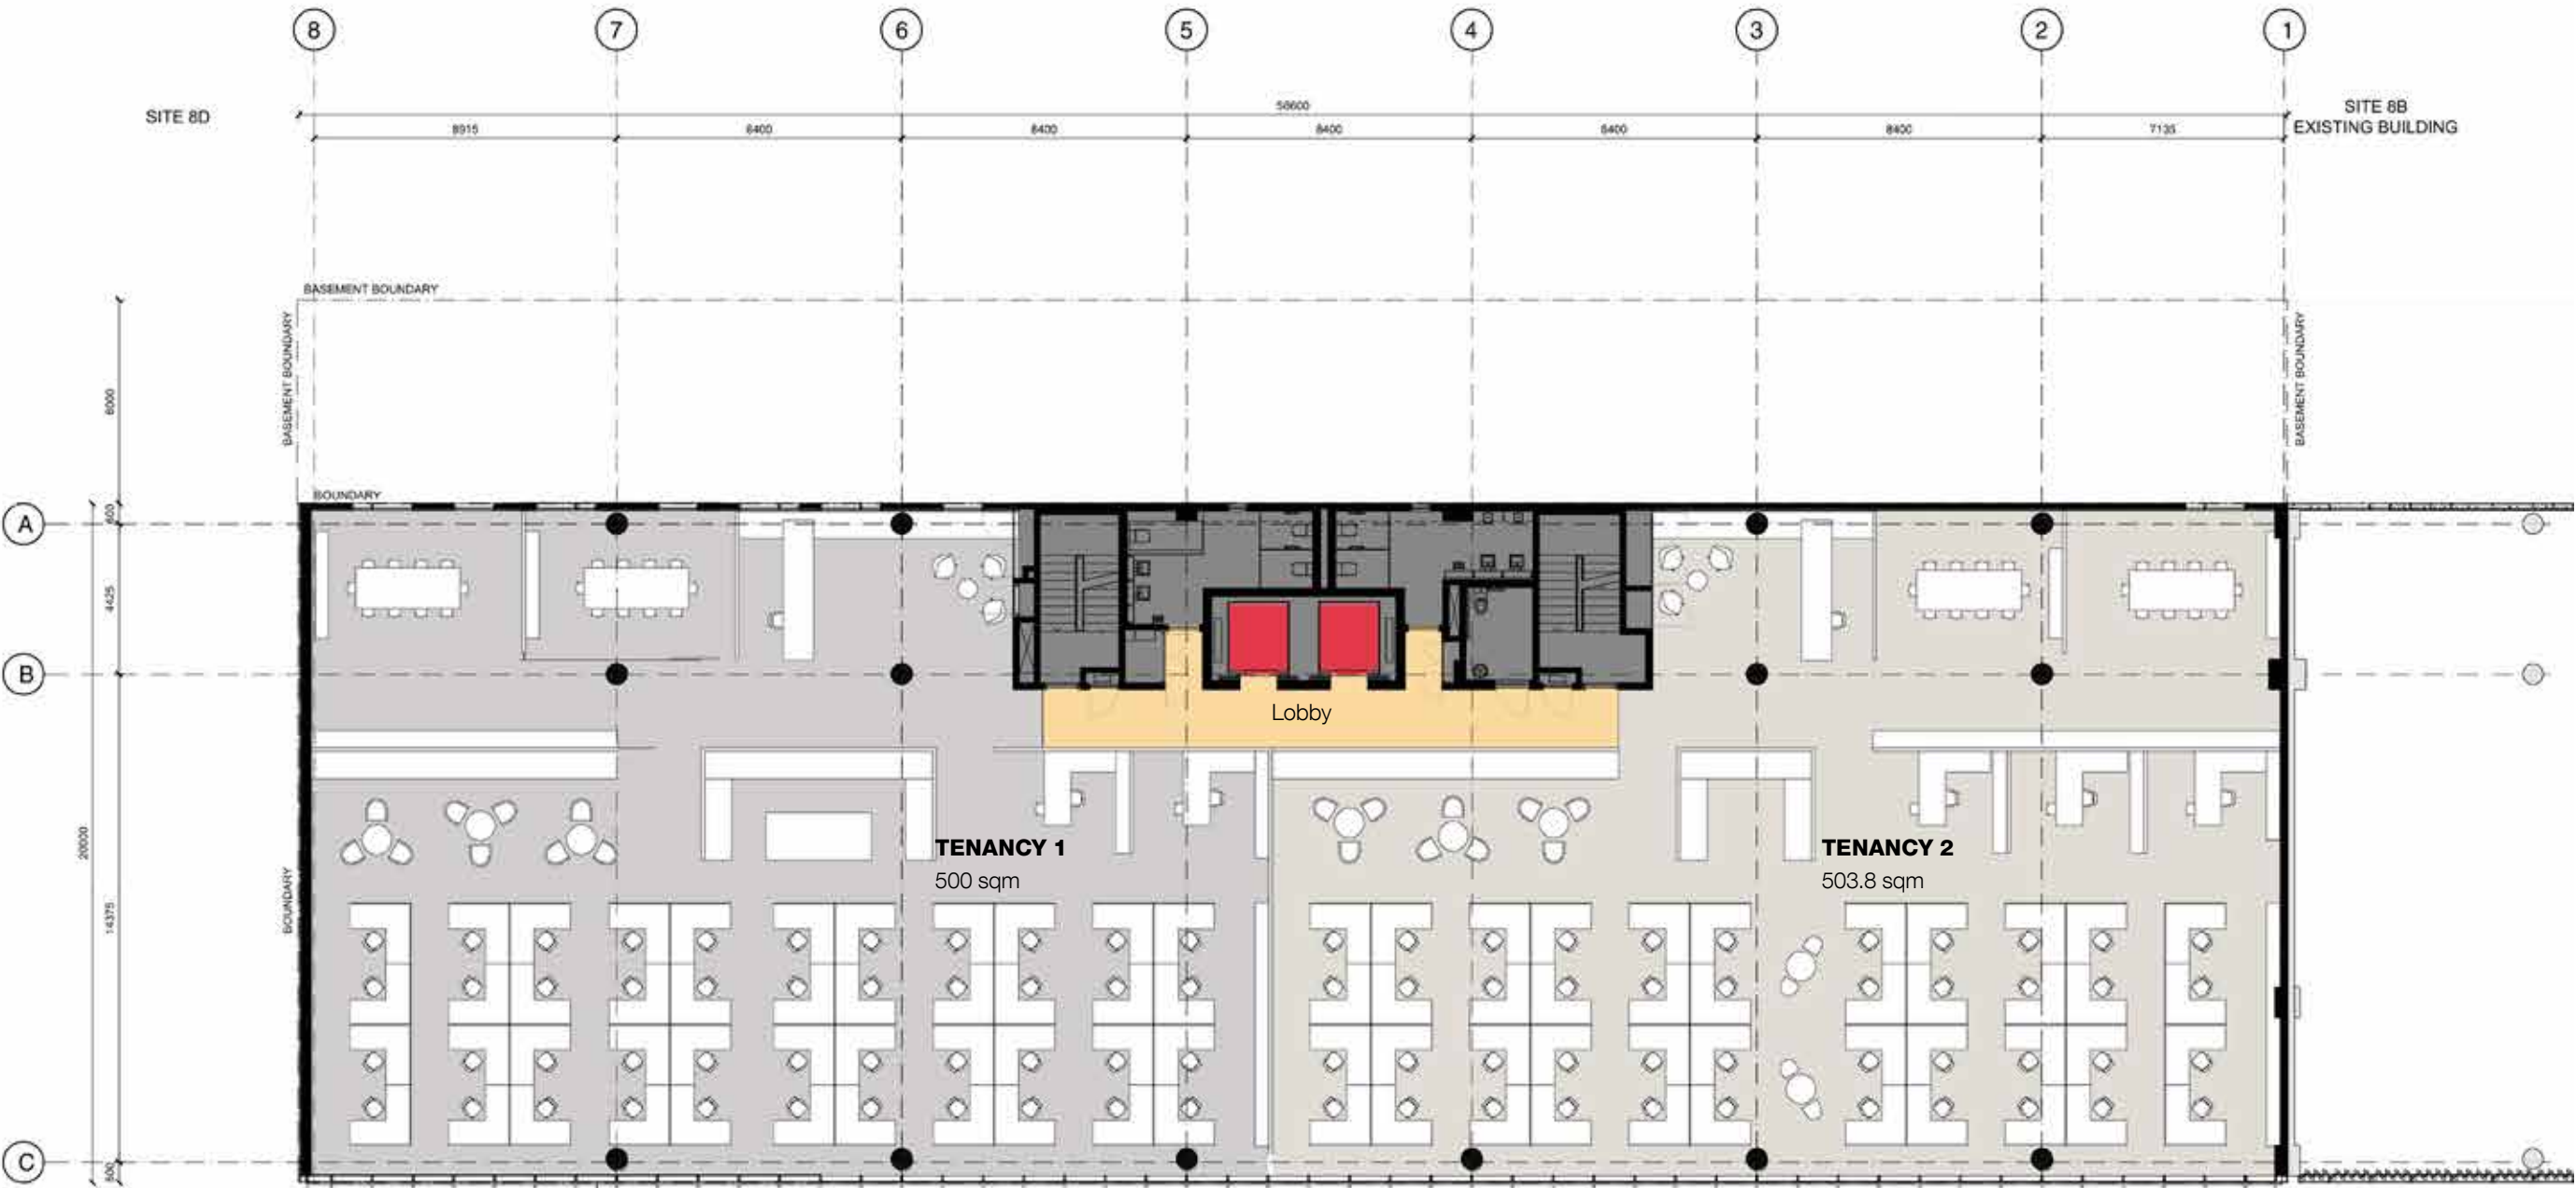 8 7 6 5 4 3 2 1
SITE 8D
58600
SITE 8B
EXISTING BUILDING
8915 8400 8400 8400 8400 8400 7135
BASEMENT BOUNDARY
BASEMENT BOUNDARY
BASEMENT BOUNDARY
6000
BOUNDARY
A
600
4425
B
Lobby
20000
TENANCY 1
500 sqm
TENANCY 2
503.8 sqm
BOUNDARY
14375
C
600